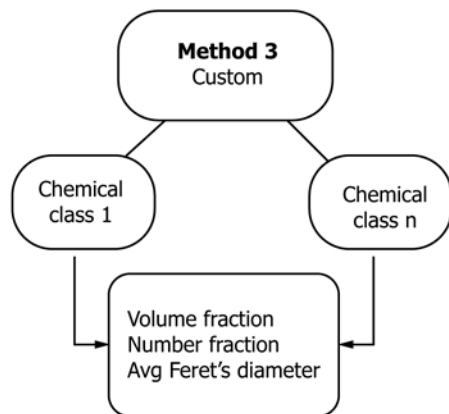 Method 3
Custom
Chemical
class 1
Chemical
class n
Volume fraction
Number fraction
Avg Feret's diameter